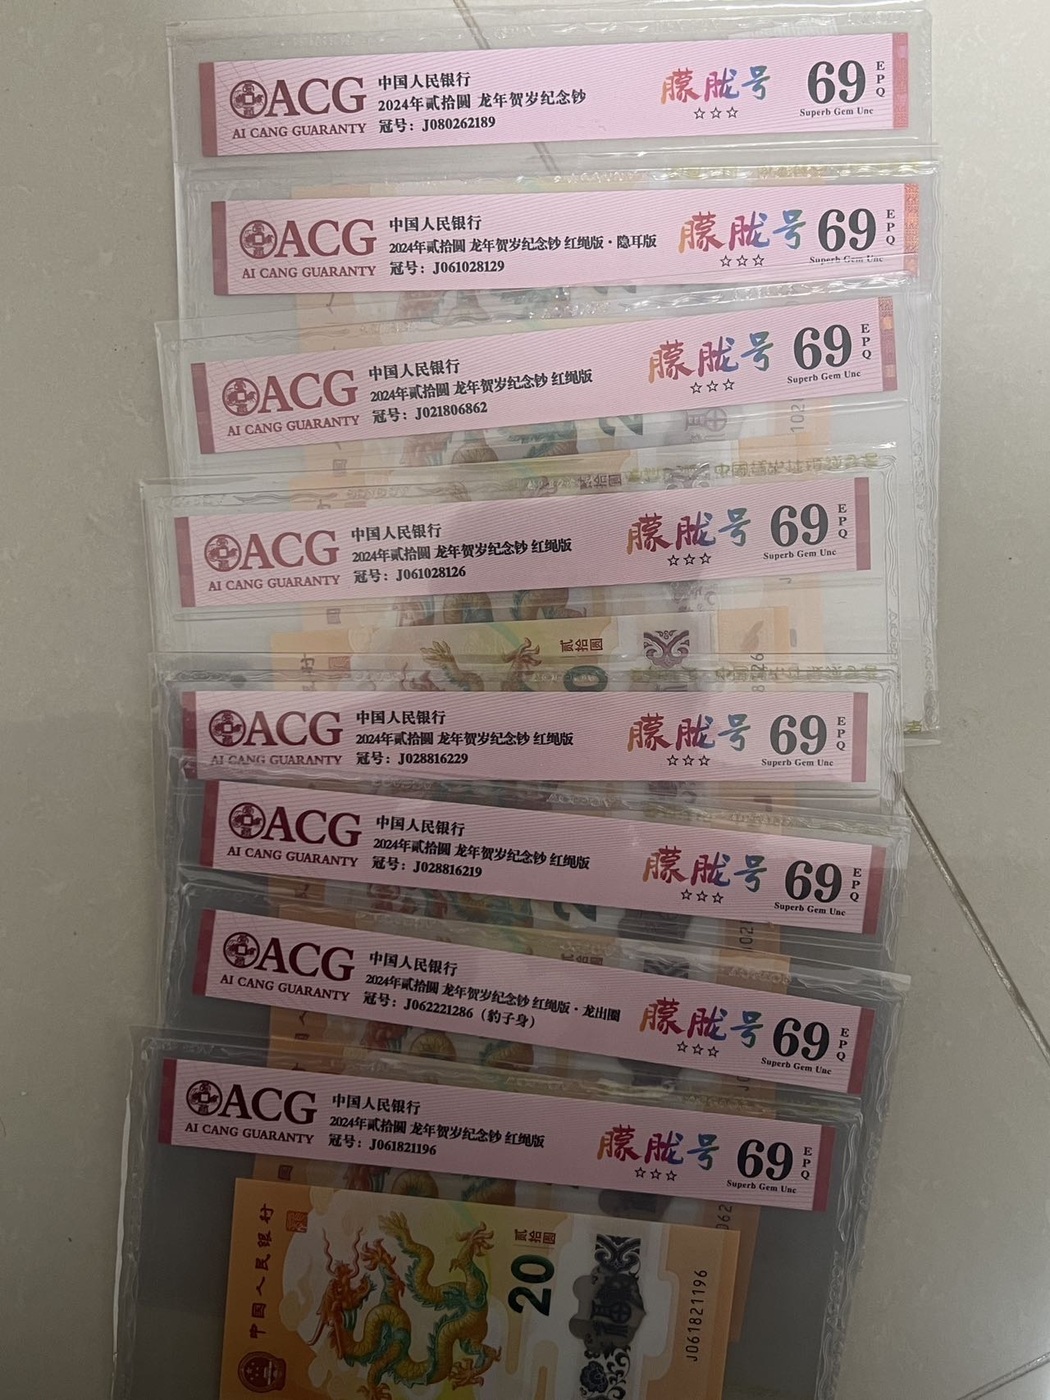 ACG
AI CANG GUARANTY
中国人民银行
2024年贰拾圆 龙年贺岁纪念钞
冠号：J080262189
朦胧号
☆☆☆
69
EPQ
Superb Gem Unc
ACG
AI CANG GUARANTY
中国人民银行
2024年贰拾圆 龙年贺岁纪念钞 红绳版·隐耳版
冠号：J061028129
朦胧号
☆☆☆
69
EPQ
Superb Gem Unc
ACG
AI CANG GUARANTY
中国人民银行
2024年贰拾圆 龙年贺岁纪念钞 红绳版
冠号：J021806862
朦胧号
☆☆☆
69
EPQ
Superb Gem Unc
ACG
AI CANG GUARANTY
中国人民银行
2024年贰拾圆 龙年贺岁纪念钞 红绳版
冠号：J061028126
朦胧号
☆☆☆
69
EPQ
Superb Gem Unc
贰拾圆
ACG
AI CANG GUARANTY
中国人民银行
2024年贰拾圆 龙年贺岁纪念钞 红绳版
冠号：J028816229
朦胧号
☆☆☆
69
EPQ
Superb Gem Unc
ACG
AI CANG GUARANTY
中国人民银行
2024年贰拾圆 龙年贺岁纪念钞 红绳版
冠号：J028816219
朦胧号
☆☆☆
69
EPQ
Superb Gem Unc
ACG
AI CANG GUARANTY
中国人民银行
2024年贰拾圆 龙年贺岁纪念钞 红绳版·龙出圈
冠号：J062221286（豹子身）
朦胧号
☆☆☆
69
EPQ
Superb Gem Unc
ACG
AI CANG GUARANTY
中国人民银行
2024年贰拾圆 龙年贺岁纪念钞 红绳版
冠号：J061821196
朦胧号
☆☆☆
69
EPQ
Superb Gem Unc
中国人民银行
贰拾圆
20
J061821196